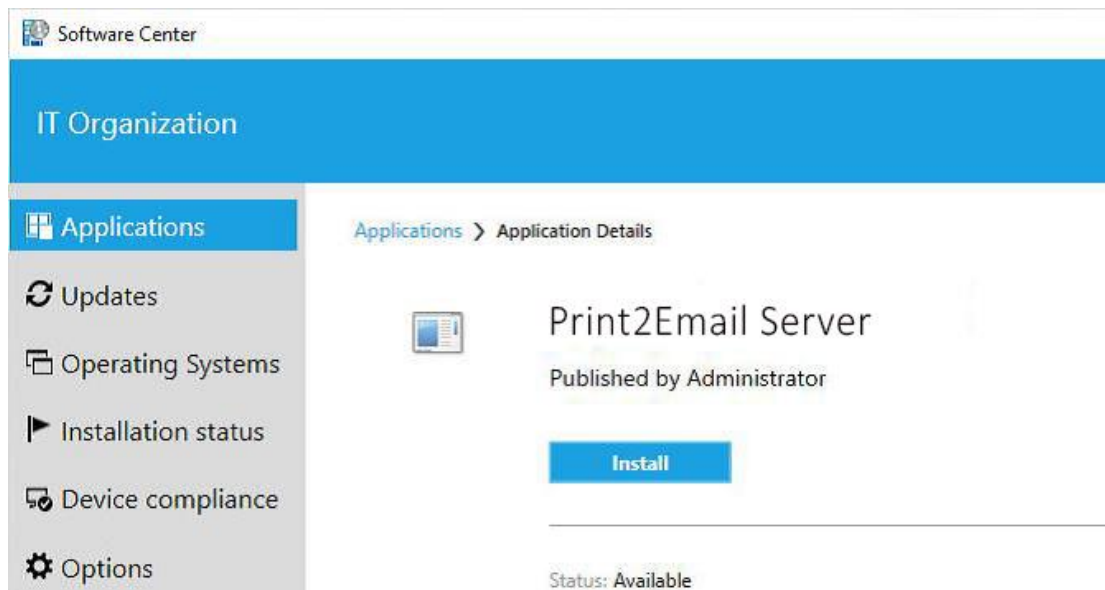 Software Center
IT Organization
Applications
Updates
Operating Systems
Installation status
Device compliance
Options
Applications > Application Details
Print2Email Server
Published by Administrator
Install
Status: Available